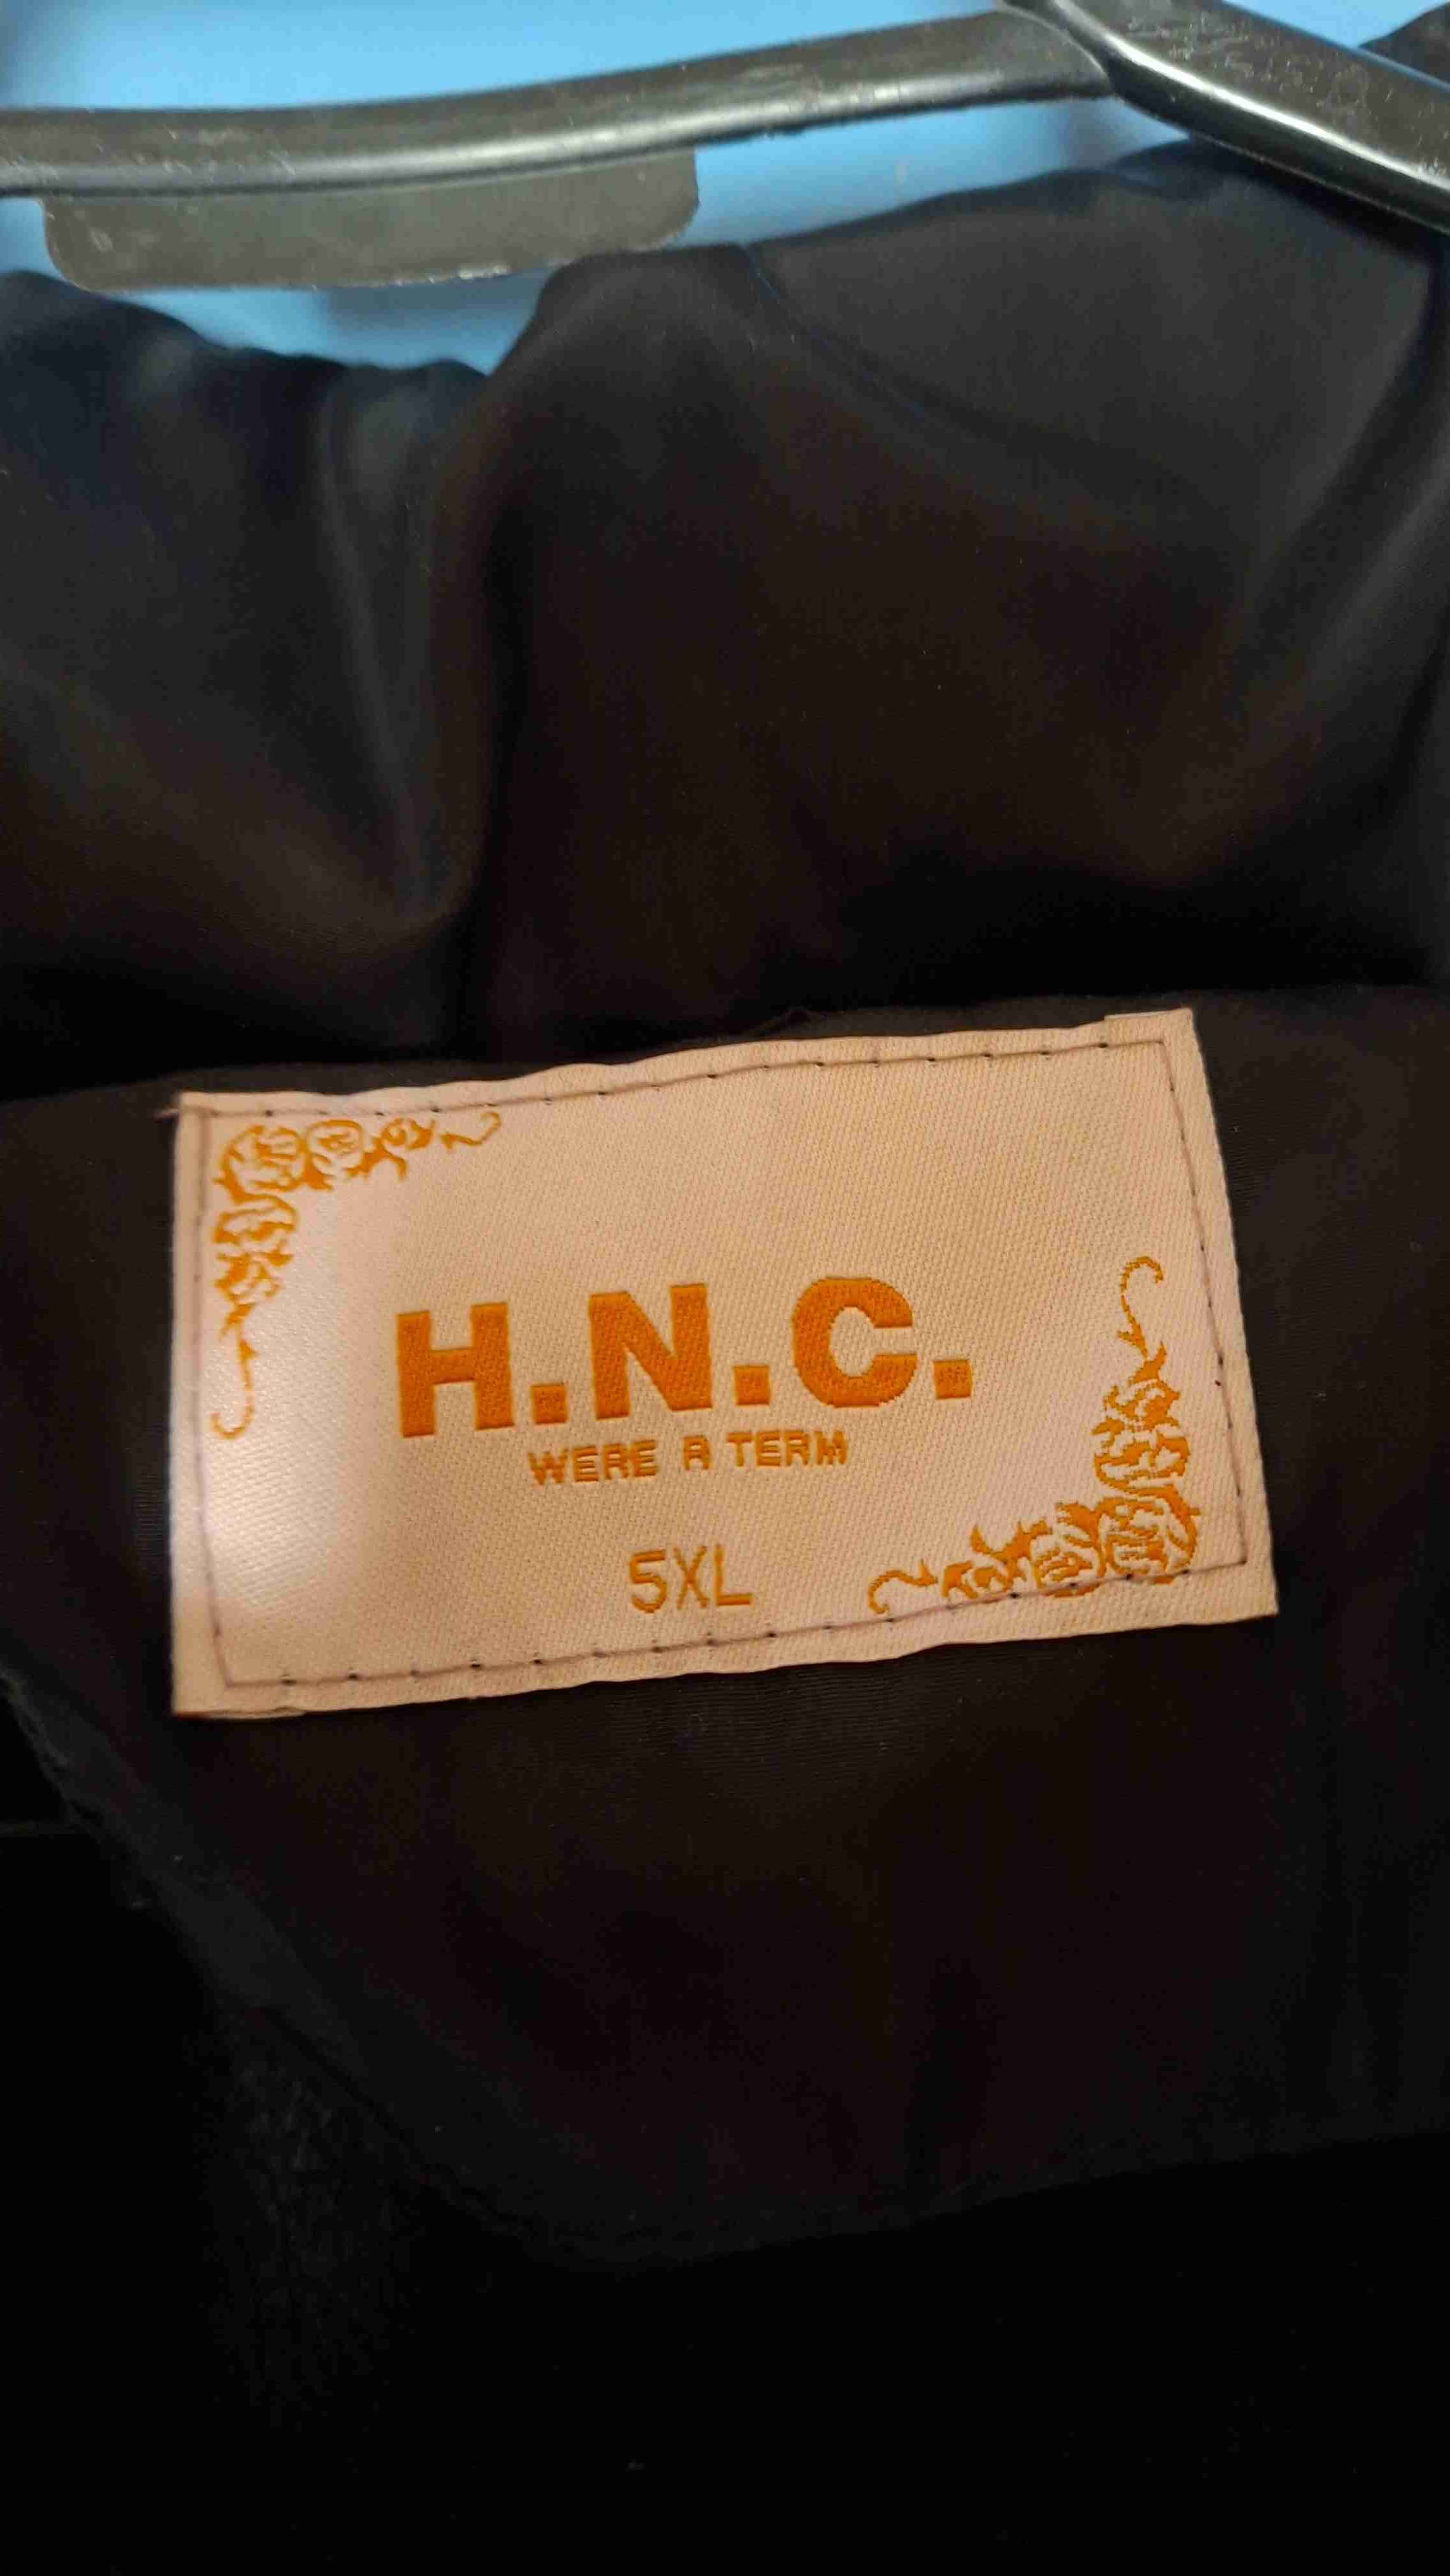 H.N.C.
WERE A TERM
5XL